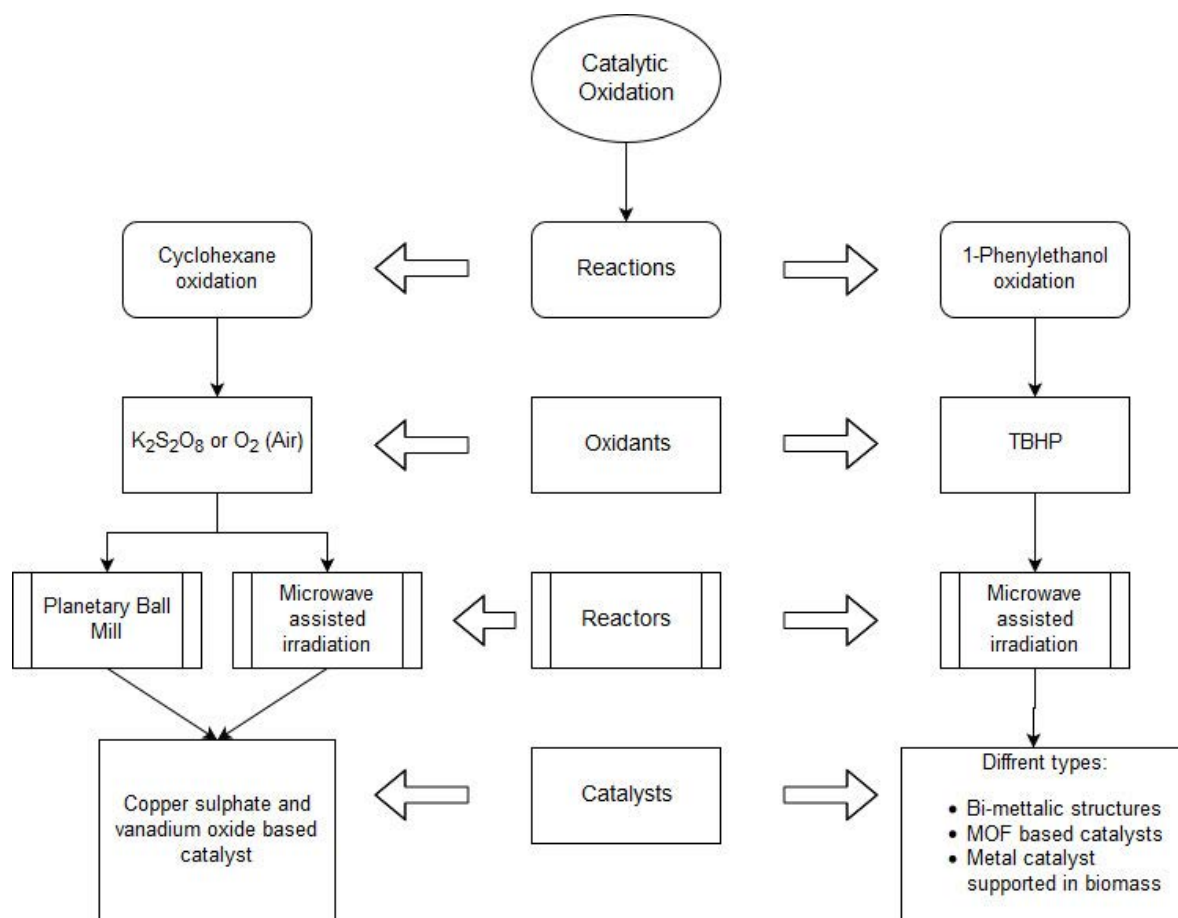 Catalytic
Oxidation
Cyclohexane
oxidation
Reactions
1-Phenylethanol
oxidation
K₂S₂O₈ or O₂ (Air)
Oxidants
TBHP
Planetary Ball
Mill
Microwave
assisted
irradiation
Reactors
Microwave
assisted
irradiation
Copper sulphate and
vanadium oxide based
catalyst
Catalysts
Diffrent types:
• Bi-mettalic structures
• MOF based catalysts
• Metal catalyst
supported in biomass